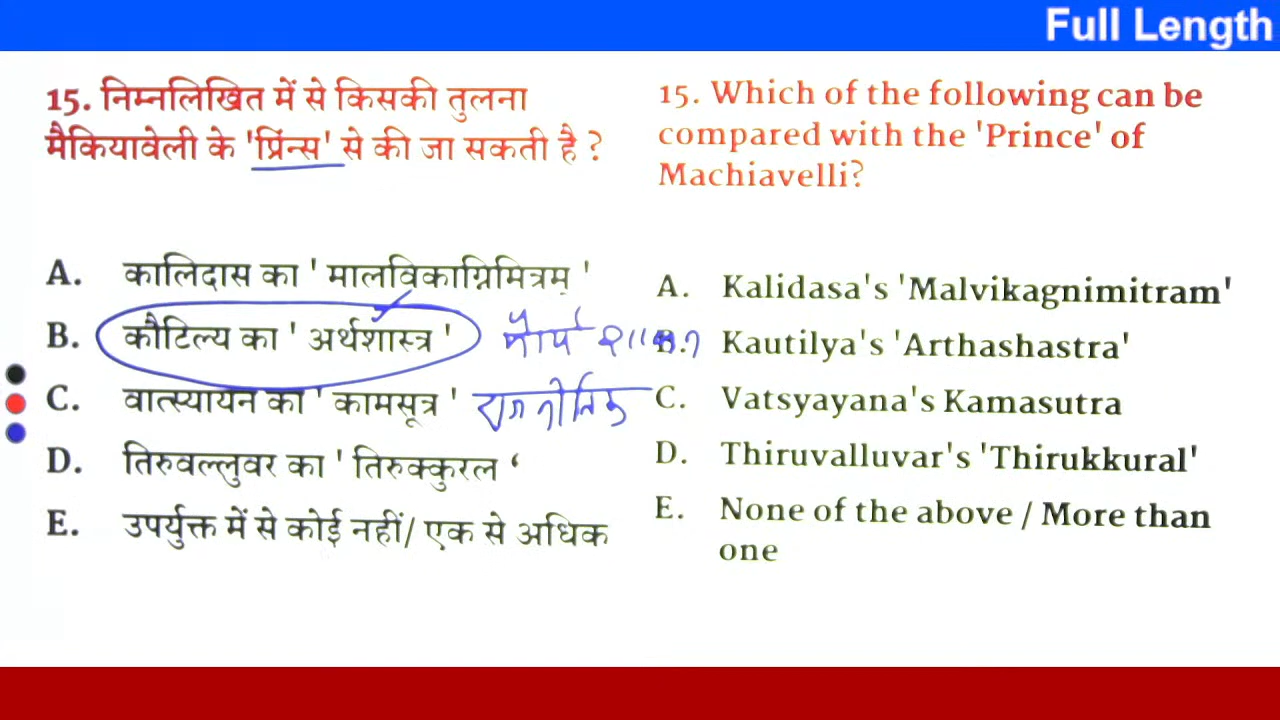 Full Length
15. निम्नलिखित में से किसकी तुलना
मैकियावेली के 'प्रिंन्स' से की जा सकती है ?
A. कालिदास का ' मालविकाग्निमित्रम् '
B. कौटिल्य का ' अर्थशास्त्र ' मौर्य
C. वात्स्यायन का ' कामसूत्र ' राजनीतिक
D. तिरुवल्लुवर का ' तिरुक्कुरल ‘
E. उपर्युक्त में से कोई नहीं/ एक से अधिक
15. Which of the following can be
compared with the 'Prince' of
Machiavelli?
A. Kalidasa's 'Malvikagnimitram'
B. Kautilya's 'Arthashastra'
C. Vatsyayana's Kamasutra
D. Thiruvalluvar's 'Thirukkural'
E. None of the above / More than
one